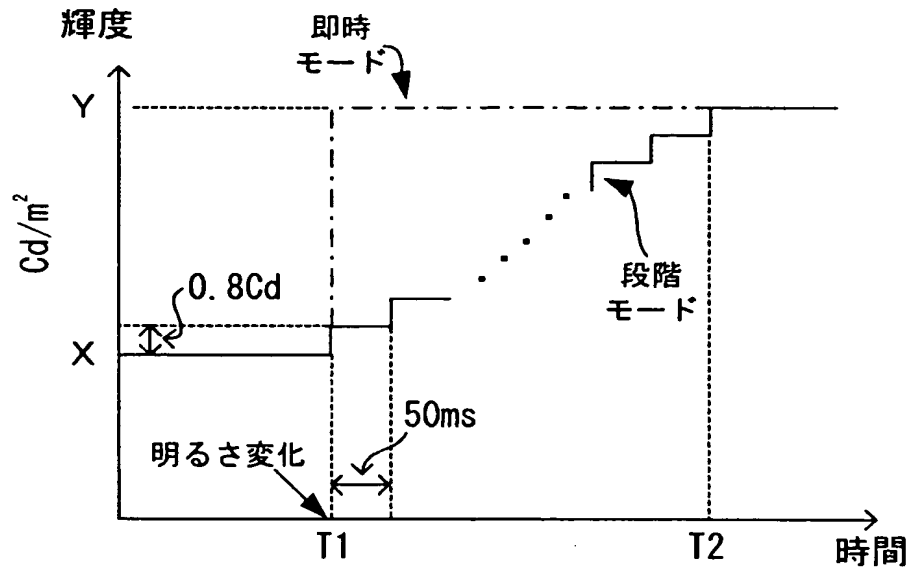 輝度
即時
モード
Y
Cd/m²
0.8Cd
X
段階
モード
50ms
明るさ変化
T1
T2
時間